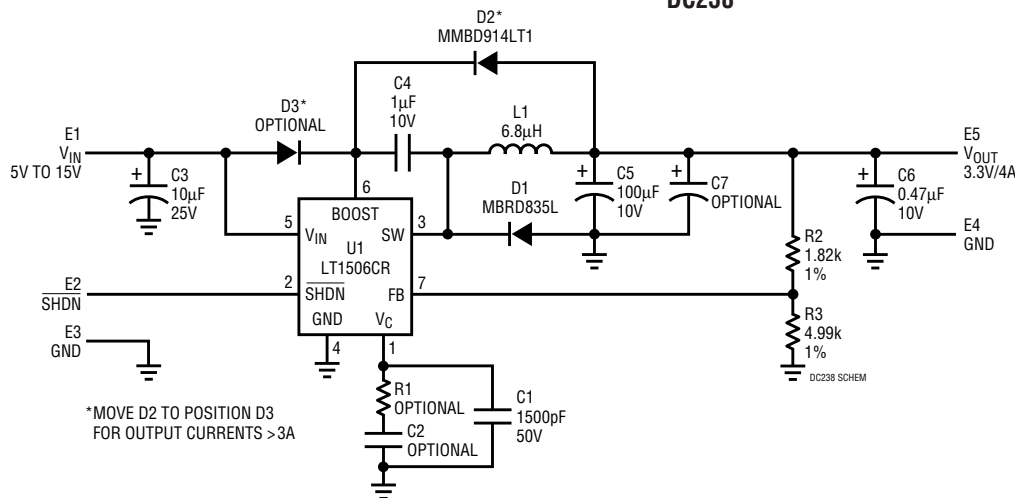 DC238
D2*
MMBD914LT1
C4
1µF
10V
D3*
OPTIONAL
L1
6.8µH
E1
VIN
5V TO 15V
+
C3
10µF
25V
E5
VOUT
3.3V/4A
+
C5
100µF
10V
+
C7
OPTIONAL
+
C6
0.47µF
10V
D1
MBRD835L
6
BOOST
5
VIN
SW
3
U1
LT1506CR
E4
GND
R2
1.82k
1%
E2
SHDN
2
SHDN
FB
7
GND
VC
4
1
E3
GND
R3
4.99k
1%
DC238 SCHEM
R1
OPTIONAL
C1
1500pF
50V
C2
OPTIONAL
*MOVE D2 TO POSITION D3
FOR OUTPUT CURRENTS >3A